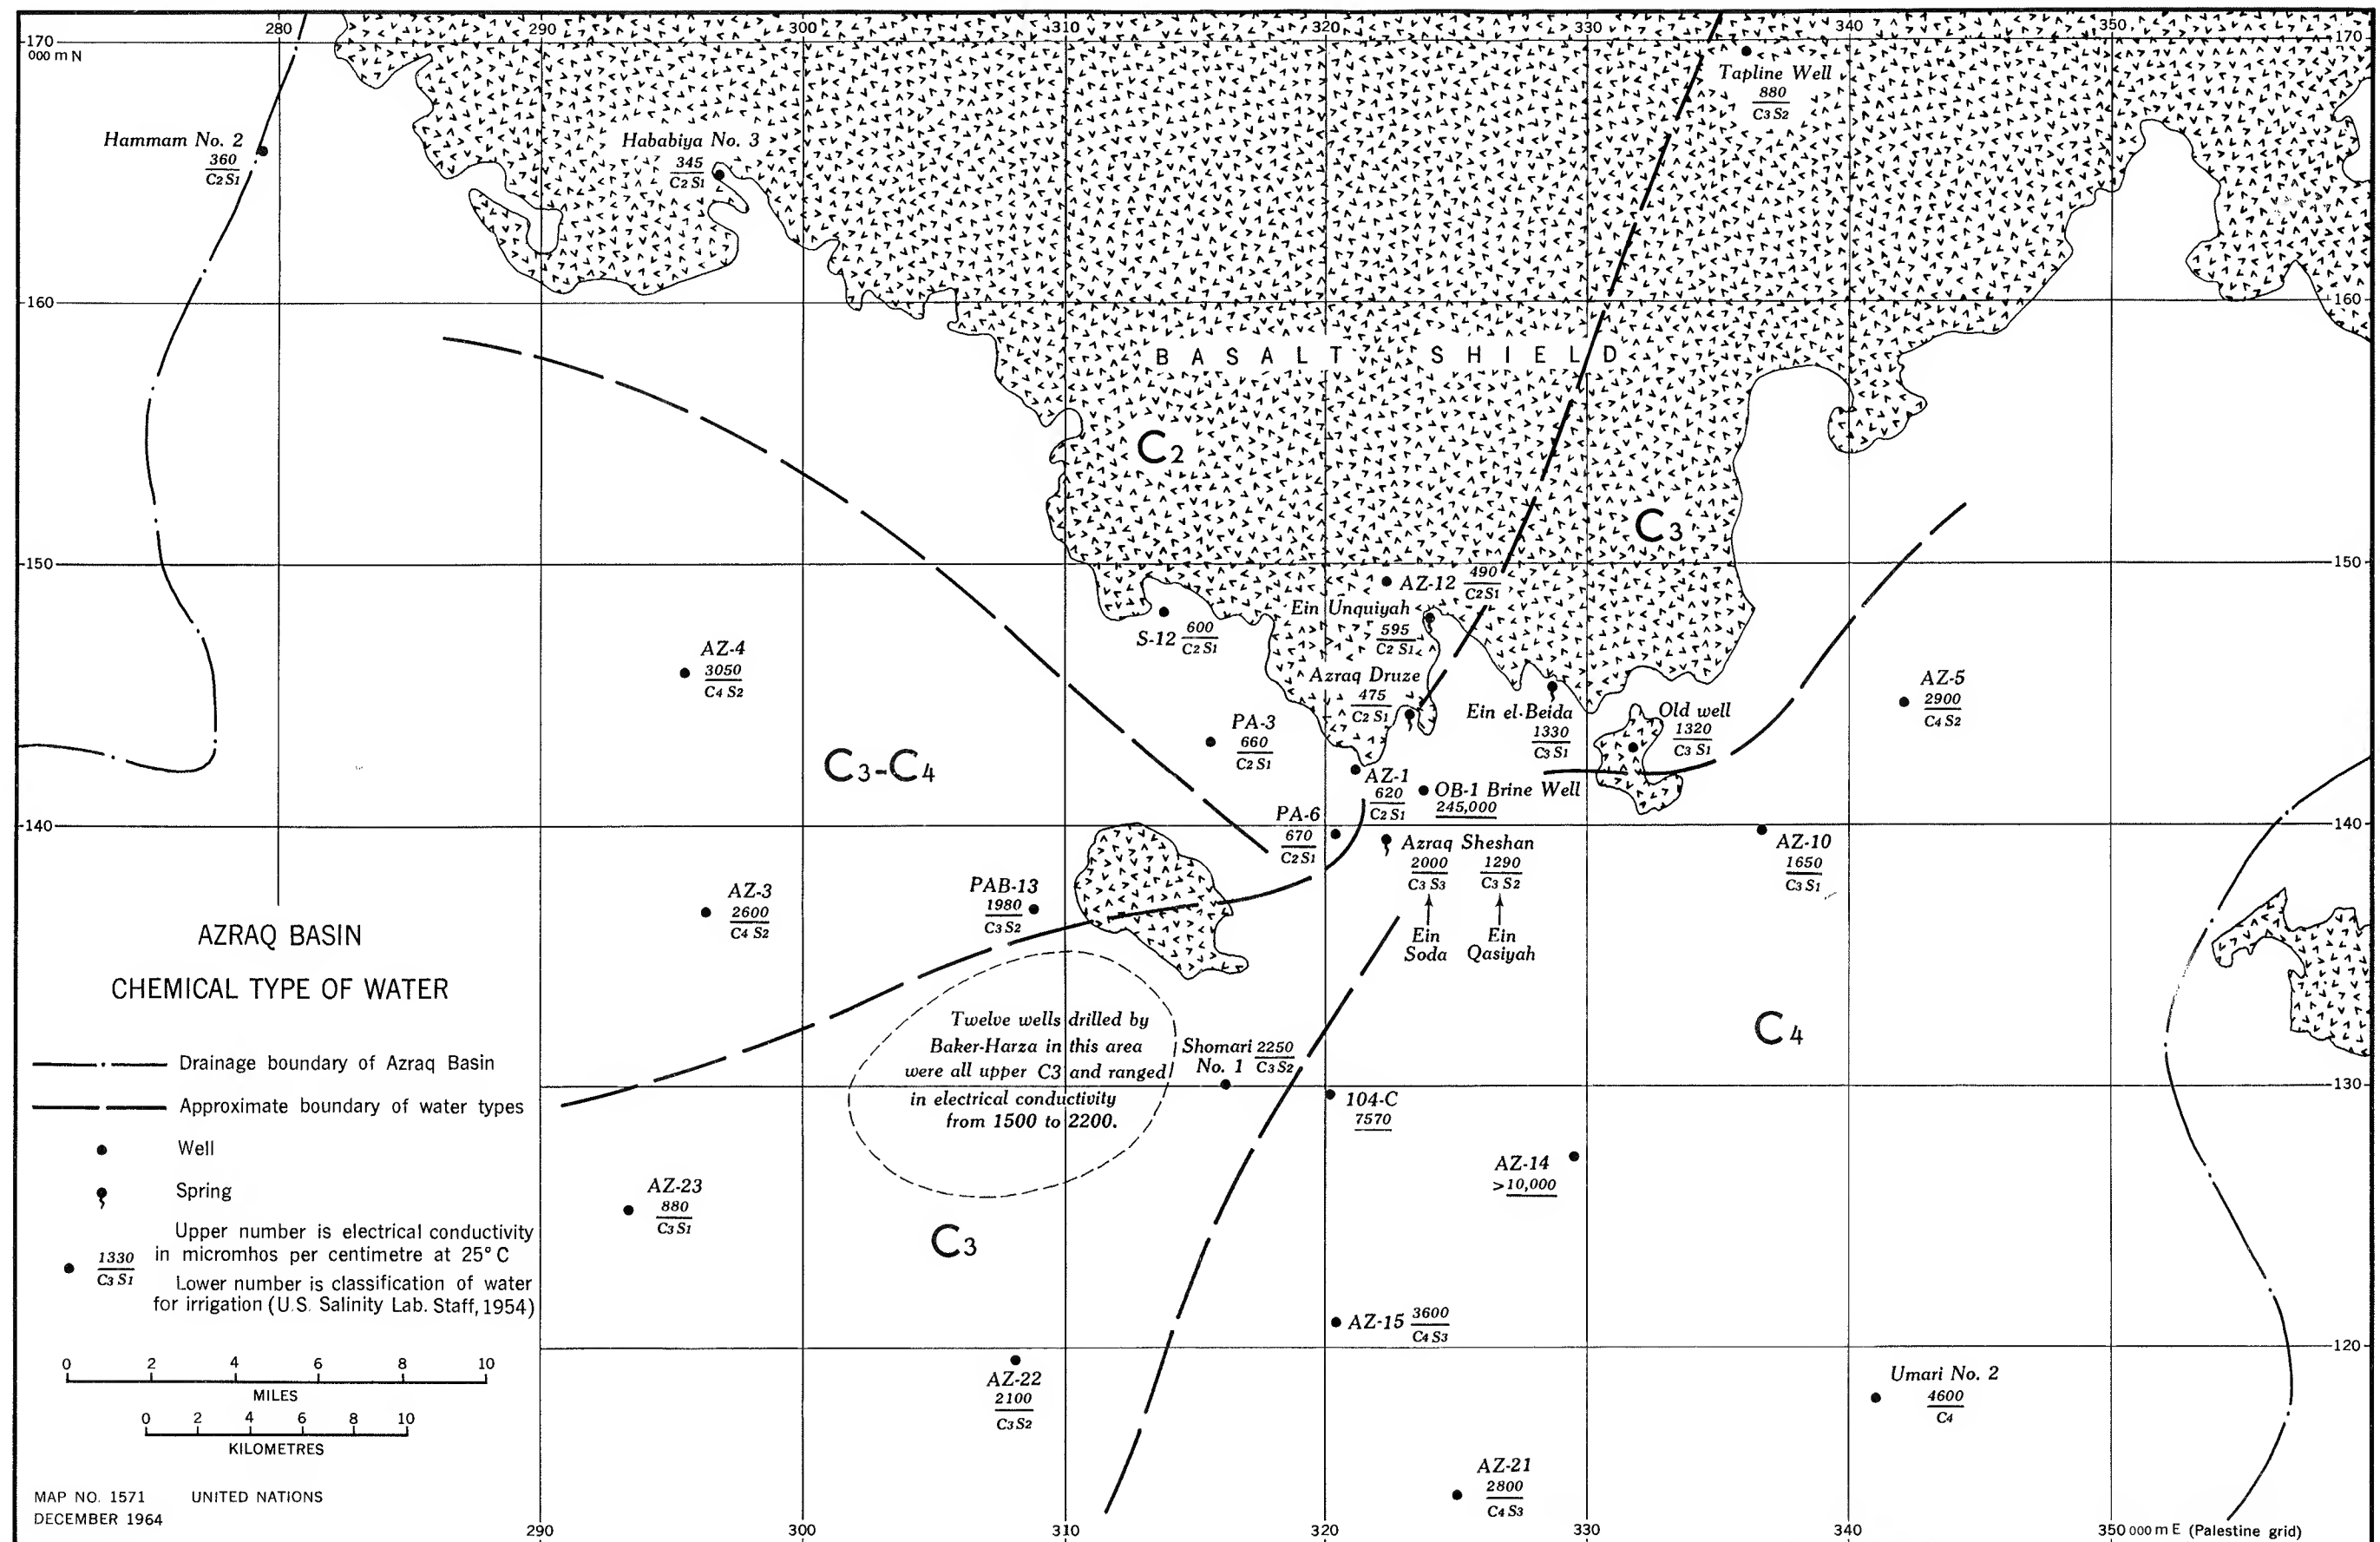 280 290 300 310 320 330 340 350
170
000 m N
170
Tapline Well
880
C3 S2
Hammam No. 2
360
C2 S1
Hababiya No. 3
345
C2 S1
160
160
BASALT SHIELD
C2
C3
150
150
AZ-12 490
C2 S1
Ein Unquiyah
595
C2 S1
S-12 600
C2 S1
AZ-4
3050
C4 S2
Azraq Druze
475
C2 S1
AZ-5
2900
C4 S2
Ein el-Beida
1330
C3 S1
Old well
1320
C3 S1
PA-3
660
C2 S1
C3-C4
AZ-1
620
C2 S1
OB-1 Brine Well
245,000
140
140
PA-6
670
C2 S1
Azraq Sheshan
2000 1290
C3 S3 C3 S2
Ein Ein
Soda Qasiyah
AZ-10
1650
C3 S1
AZ-3
2600
C4 S2
PAB-13
1980
C3 S2
C4
Twelve wells drilled by
Baker-Harza in this area
were all upper C3 and ranged
in electrical conductivity
from 1500 to 2200.
Shomari 2250
No. 1 C3 S2
130
104-C
7570
AZ-14
>10,000
AZ-23
880
C3 S1
C3
AZ-15 3600
C4 S3
120
AZ-22
2100
C3 S2
Umari No. 2
4600
C4
AZ-21
2800
C4 S3
AZRAQ BASIN
CHEMICAL TYPE OF WATER
Drainage boundary of Azraq Basin
Approximate boundary of water types
Well
Spring
1330
C3 S1
Upper number is electrical conductivity
in micromhos per centimetre at 25° C
Lower number is classification of water
for irrigation (U.S. Salinity Lab. Staff, 1954)
0 2 4 6 8 10
MILES
0 2 4 6 8 10
KILOMETRES
MAP NO. 1571 UNITED NATIONS
DECEMBER 1964
290 300 310 320 330 340 350 000 m E (Palestine grid)